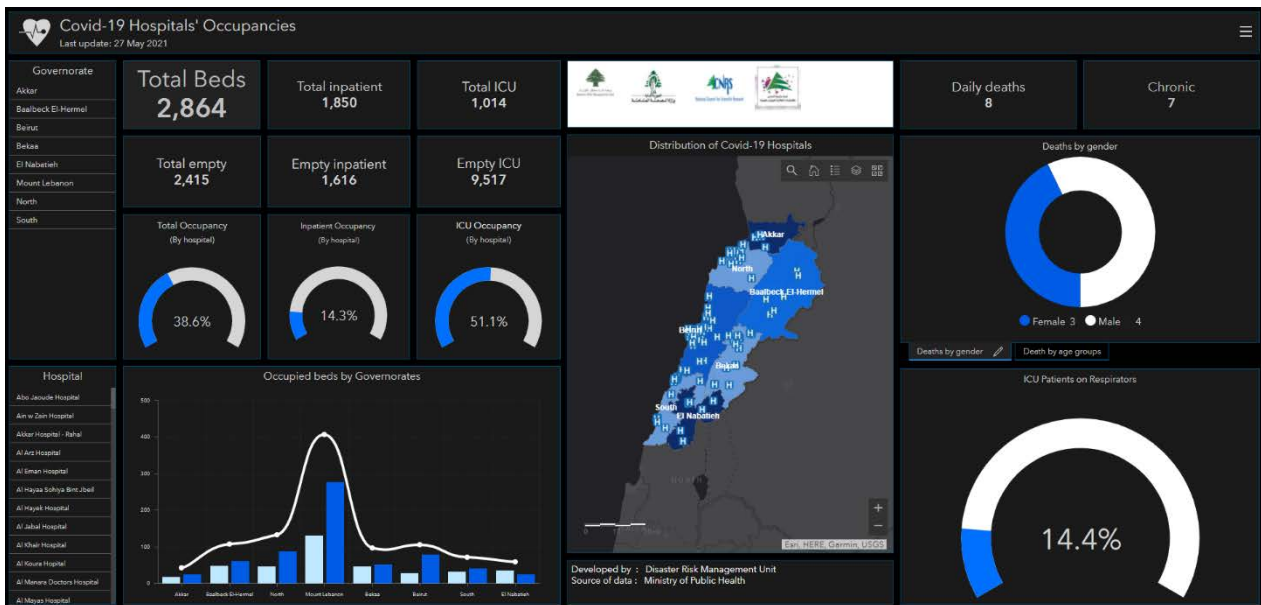 Covid-19 Hospitals' Occupancies
Last update: 27 May 2021
Governorate
Akkar
Baalbeck El-Hermel
Beirut
Bekaa
El Nabatieh
Mount Lebanon
North
South
Total Beds
2,864
Total inpatient
1,850
Total ICU
1,014
Total empty
2,415
Empty inpatient
1,616
Empty ICU
9,517
Total Occupancy
(By hospital)
38.6%
Inpatient Occupancy
(By hospital)
14.3%
ICU Occupancy
(By hospital)
51.1%
CNRS
Distribution of Covid-19 Hospitals
Akkar
North
Baalbeck El-Hermel
Beirut
Bekaa
South
El Nabatieh
Esri, HERE, Garmin, USGS
Developed by : Disaster Risk Management Unit
Source of data : Ministry of Public Health
Daily deaths
8
Chronic
7
Deaths by gender
Female 3 Male 4
Deaths by gender
Death by age groups
ICU Patients on Respirators
14.4%
Hospital
Abo Jaoude Hospital
Ain w Zain Hospital
Akkar Hospital - Rahal
Al Arz Hospital
Al Eman Hospital
Al Hayaa Sohiya Bint Jbeil
Al Hayek Hospital
Al Jabal Hospital
Al Khair Hospital
Al Koura Hopital
Al Manara Doctors Hospital
Al Mayas Hospital
Occupied beds by Governorates
500
400
300
200
100
0
Akkar Baalbeck El-Hermel North Mount Lebanon Bekaa Beirut South El Nabatieh